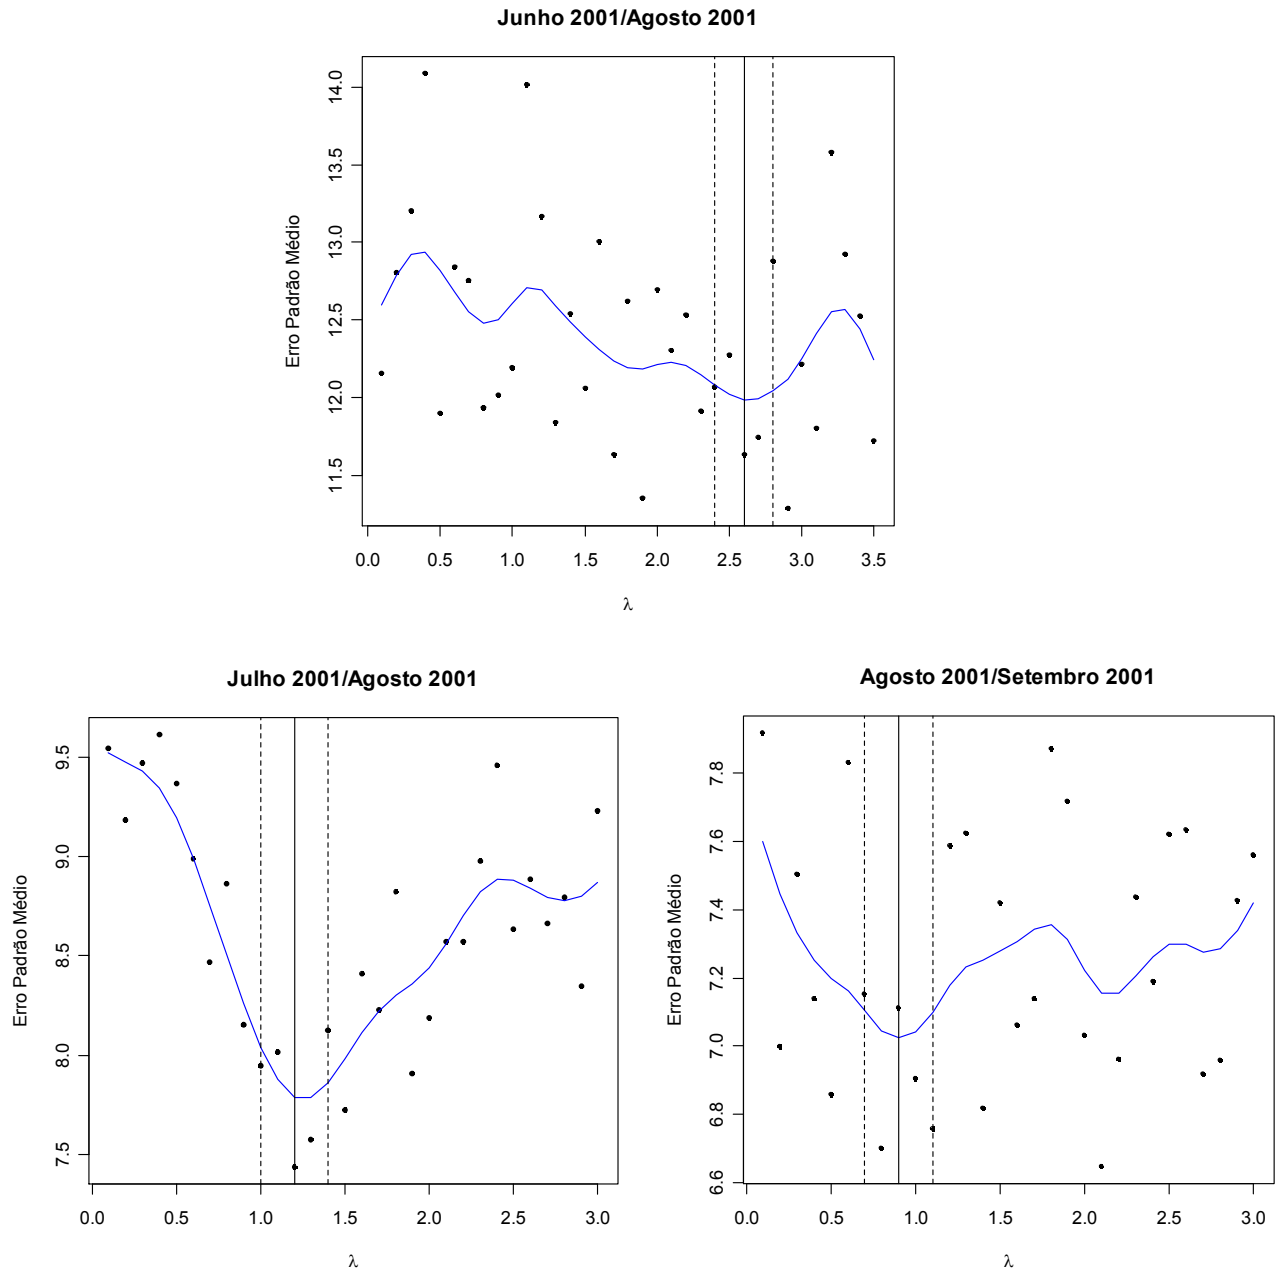 Junho 2001/Agosto 2001
Erro Padrão Médio
14.0
13.5
13.0
12.5
12.0
11.5
0.0 0.5 1.0 1.5 2.0 2.5 3.0 3.5
λ
Julho 2001/Agosto 2001
Erro Padrão Médio
9.5
9.0
8.5
8.0
7.5
0.0 0.5 1.0 1.5 2.0 2.5 3.0
λ
Agosto 2001/Setembro 2001
Erro Padrão Médio
7.8
7.6
7.4
7.2
7.0
6.8
6.6
0.0 0.5 1.0 1.5 2.0 2.5 3.0
λ